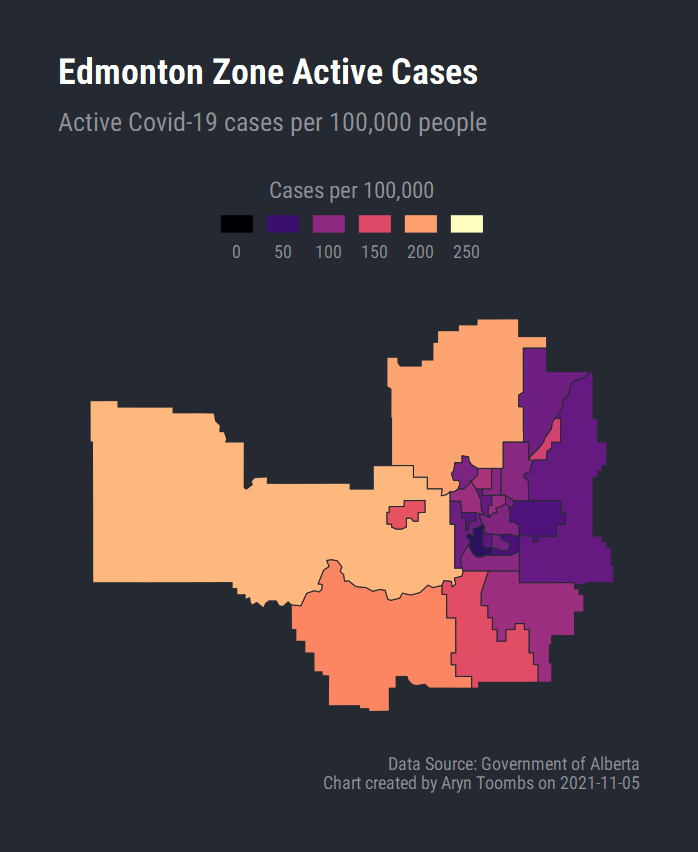 Edmonton Zone Active Cases
Active Covid-19 cases per 100,000 people
Cases per 100,000
0 50 100 150 200 250
Data Source: Government of Alberta
Chart created by Aryn Toombs on 2021-11-05